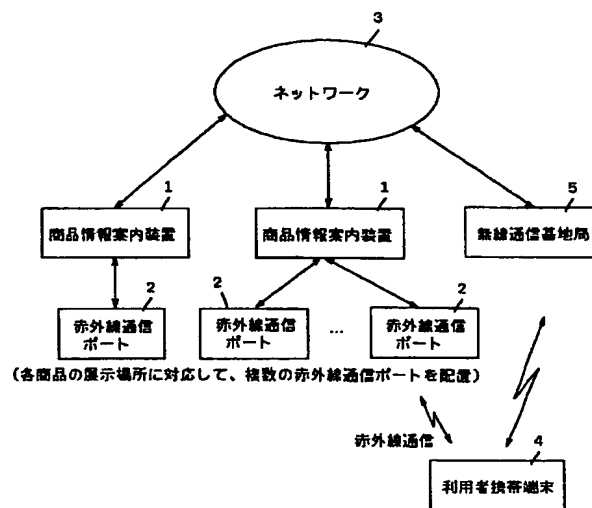 3
ネットワーク
1
1
5
商品情報案内装置
商品情報案内装置
無線通信基地局
2
2
2
赤外線通信
ポート
赤外線通信
ポート
...
赤外線通信
ポート
(各商品の展示場所に対応して、複数の赤外線通信ポートを配置)
赤外線通信
4
利用者携帯端末